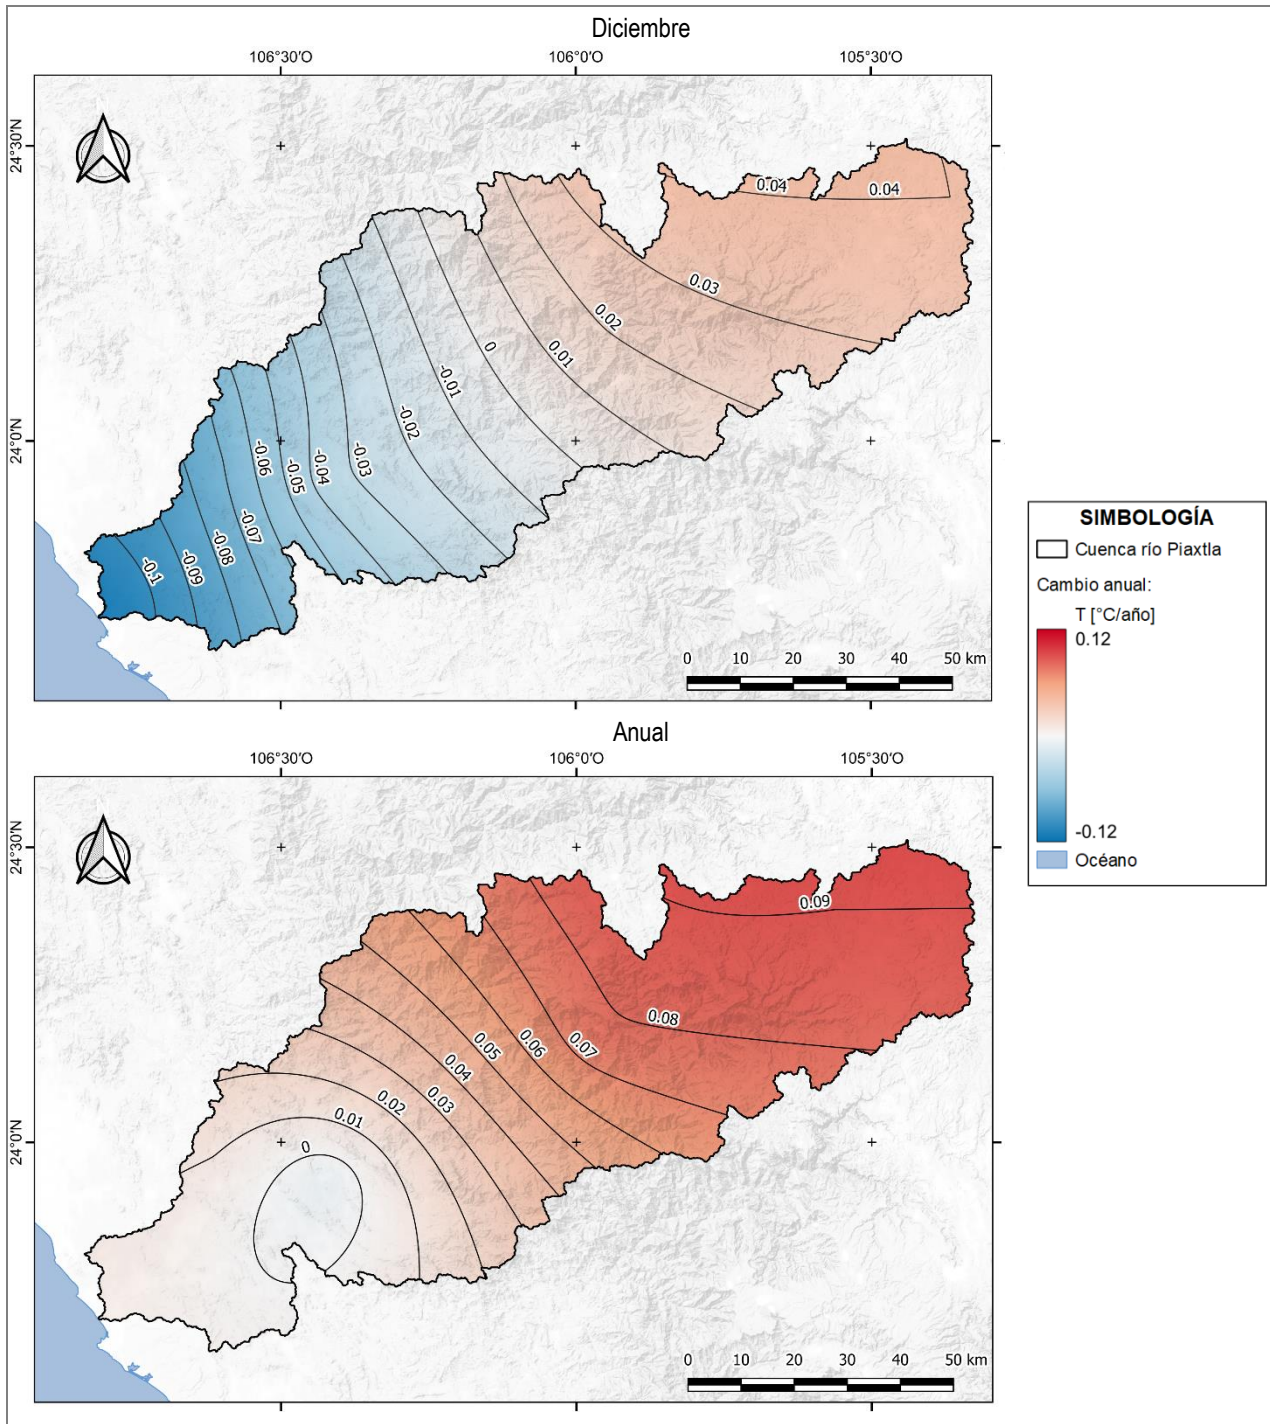 Diciembre
106°30'O 106°0'O 105°30'O
24°30'N
24°0'N
0.04 0.04
0.03
0.02
0.01
0
-0.01
-0.02
-0.03
-0.04
-0.05
-0.06
-0.07
-0.08
-0.09
-0.1
0 10 20 30 40 50 km
Anual
106°30'O 106°0'O 105°30'O
24°30'N
24°0'N
0.09
0.08
0.07
0.06
0.05
0.04
0.03
0.02
0.01
0
0 10 20 30 40 50 km
SIMBOLOGÍA
Cuenca río Piaxtla
Cambio anual:
T [°C/año]
0.12
-0.12
Océano